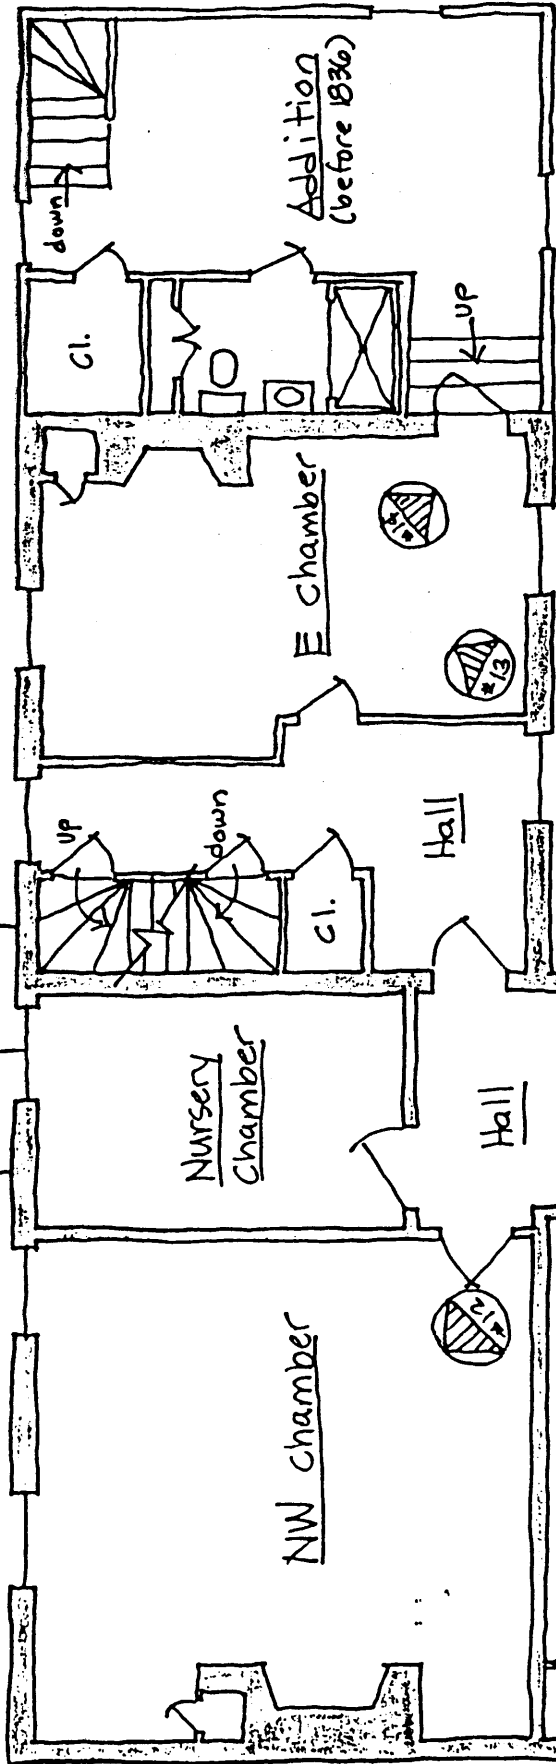 NW chamber
#12
Nursery
Chamber
Hall
up
down
Cl.
Hall
E chamber
#13
#14
Cl.
down
Addition
(before 1836)
up